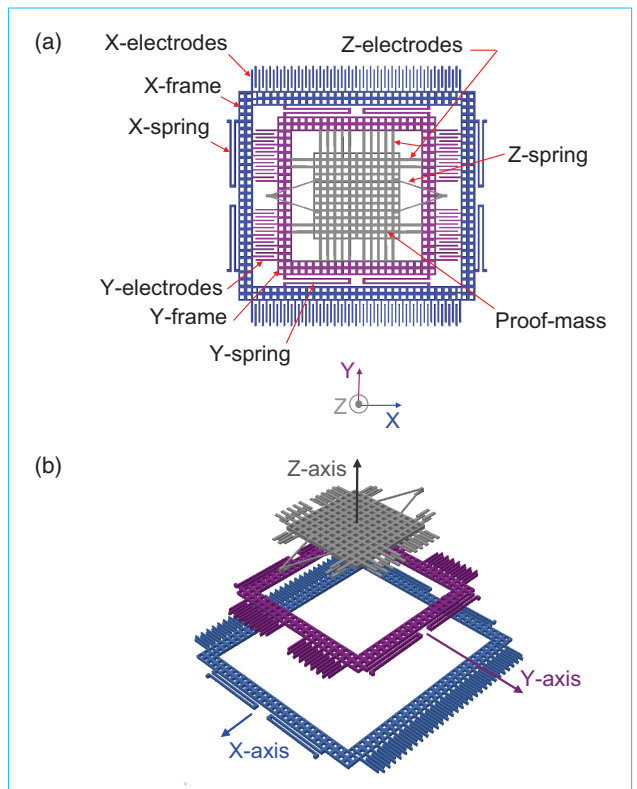 (a)
X-electrodes
Z-electrodes
X-frame
X-spring
Z-spring
Y-electrodes
Y-frame
Proof-mass
Y-spring
Y
Z
X
(b)
Z-axis
Y-axis
X-axis